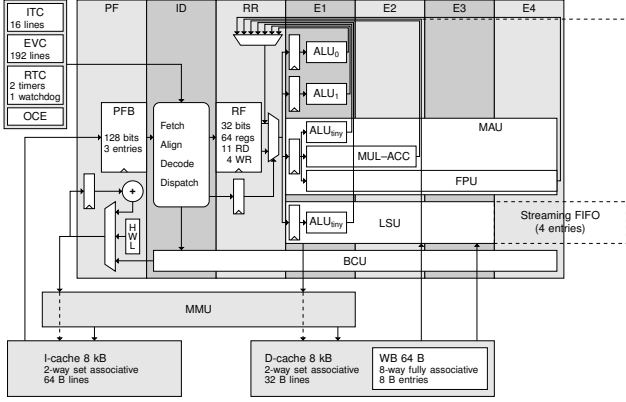 ITC
16 lines
EVC
192 lines
RTC
2 timers
1 watchdog
OCE
PF
ID
RR
E1
E2
E3
E4
ALU0
ALU1
PFB
128 bits
3 entries
Fetch
Align
Decode
Dispatch
RF
32 bits
64 regs
11 RD
4 WR
ALUtiny
MAU
MUL–ACC
FPU
+
H
W
L
ALUtiny
LSU
Streaming FIFO
(4 entries)
BCU
MMU
I-cache 8 kB
2-way set associative
64 B lines
D-cache 8 kB
2-way set associative
32 B lines
WB 64 B
8-way fully associative
8 B entries